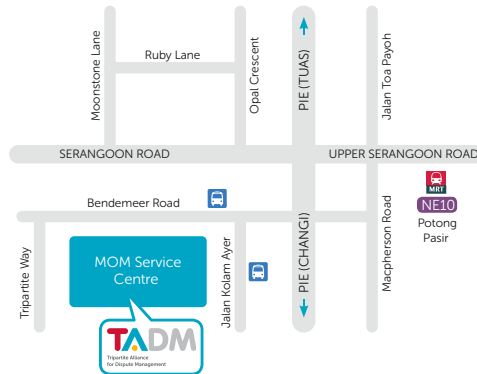 Moonstone Lane
Ruby Lane
Opal Crescent
PIE (TUAS)
Jalan Toa Payoh
SERANGOON ROAD
UPPER SERANGOON ROAD
MRT
NE10
Potong
Pasir
Bendemeer Road
Tripartite Way
MOM Service
Centre
Jalan Kolam Ayer
PIE (CHANGI)
Macpherson Road
TADM
Tripartite Alliance
for Dispute Management